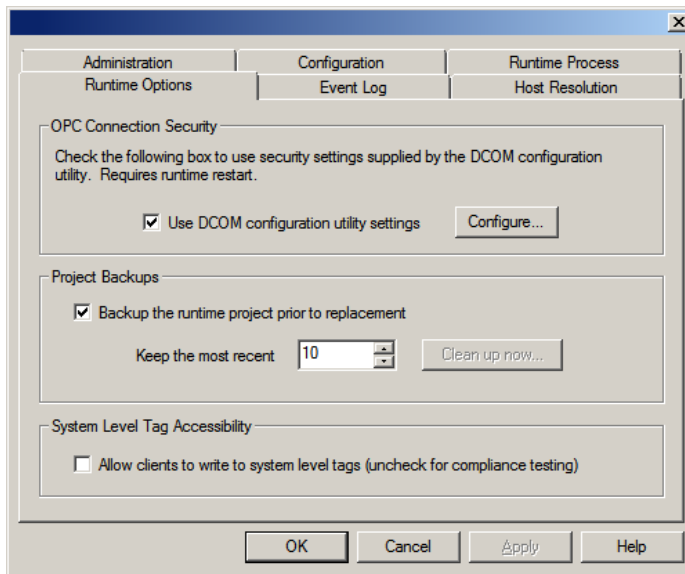 Administration
Configuration
Runtime Process
Runtime Options
Event Log
Host Resolution
OPC Connection Security
Check the following box to use security settings supplied by the DCOM configuration
utility.  Requires runtime restart.
Use DCOM configuration utility settings
Configure...
Project Backups
Backup the runtime project prior to replacement
Keep the most recent
10
Clean up now...
System Level Tag Accessibility
Allow clients to write to system level tags (uncheck for compliance testing)
OK
Cancel
Apply
Help